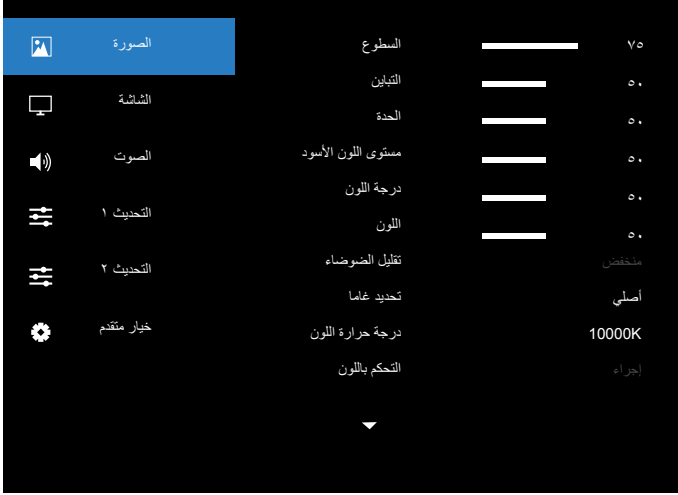 الصورة
الشاشة
الصوت
التحديث ١
التحديث ٢
خيار متقدم
السطوع ٧٥
التباين ٥٠
الحدة ٥٠
مستوى اللون الأسود ٥٠
درجة اللون ٥٠
اللون ٥٠
تقليل الضوضاء منخفض
تحديد غاما أصلي
درجة حرارة اللون 10000K
التحكم باللون إجراء